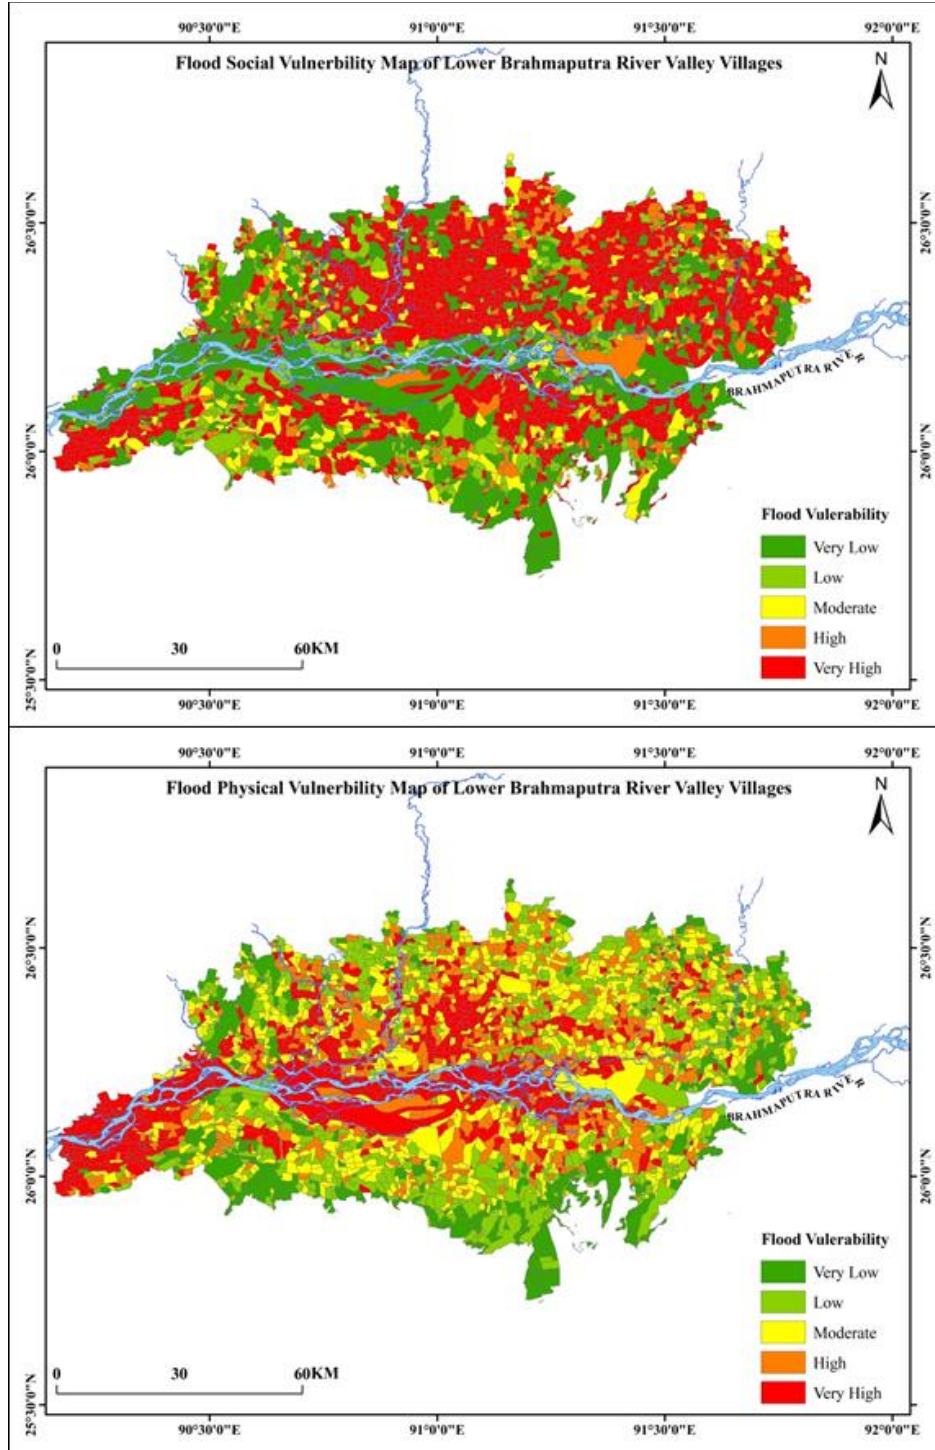 90°30'0"E 91°0'0"E 91°30'0"E 92°0'0"E
Flood Social Vulnerbility Map of Lower Brahmaputra River Valley Villages
N
26°30'0"N 26°30'0"N
BRAHMAPUTRA RIVER
26°0'0"N 26°0'0"N
Flood Vulerability
Very Low
Low
Moderate
High
Very High
0 30 60KM
25°30'0"N 25°30'0"N
90°30'0"E 91°0'0"E 91°30'0"E 92°0'0"E
90°30'0"E 91°0'0"E 91°30'0"E 92°0'0"E
Flood Physical Vulnerbility Map of Lower Brahmaputra River Valley Villages
N
26°30'0"N 26°30'0"N
BRAHMAPUTRA RIVER
26°0'0"N 26°0'0"N
Flood Vulerability
Very Low
Low
Moderate
High
Very High
0 30 60KM
25°30'0"N 25°30'0"N
90°30'0"E 91°0'0"E 91°30'0"E 92°0'0"E